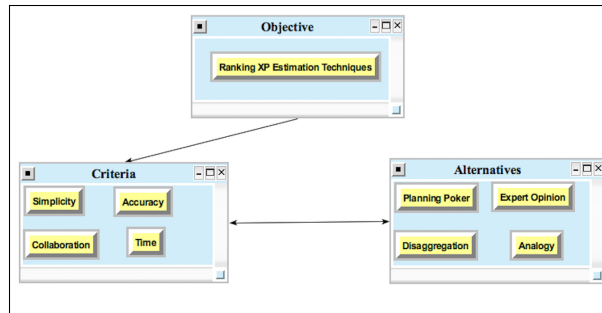 Objective
Ranking XP Estimation Techniques
Criteria
Simplicity
Accuracy
Collaboration
Time
Alternatives
Planning Poker
Expert Opinion
Disaggregation
Analogy